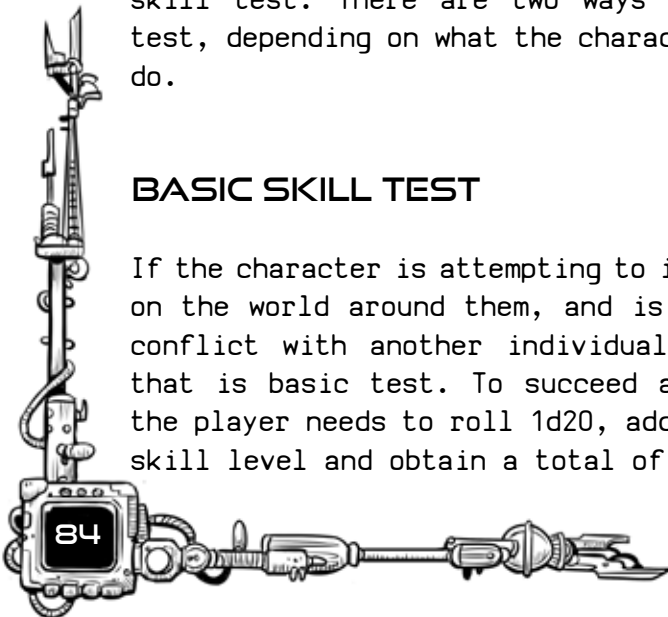 skill test. There are two ways
test, depending on what the charac
do.
BASIC SKILL TEST
If the character is attempting to i
on the world around them, and is
conflict with another individual
that is basic test. To succeed a
the player needs to roll 1d20, add
skill level and obtain a total of
84